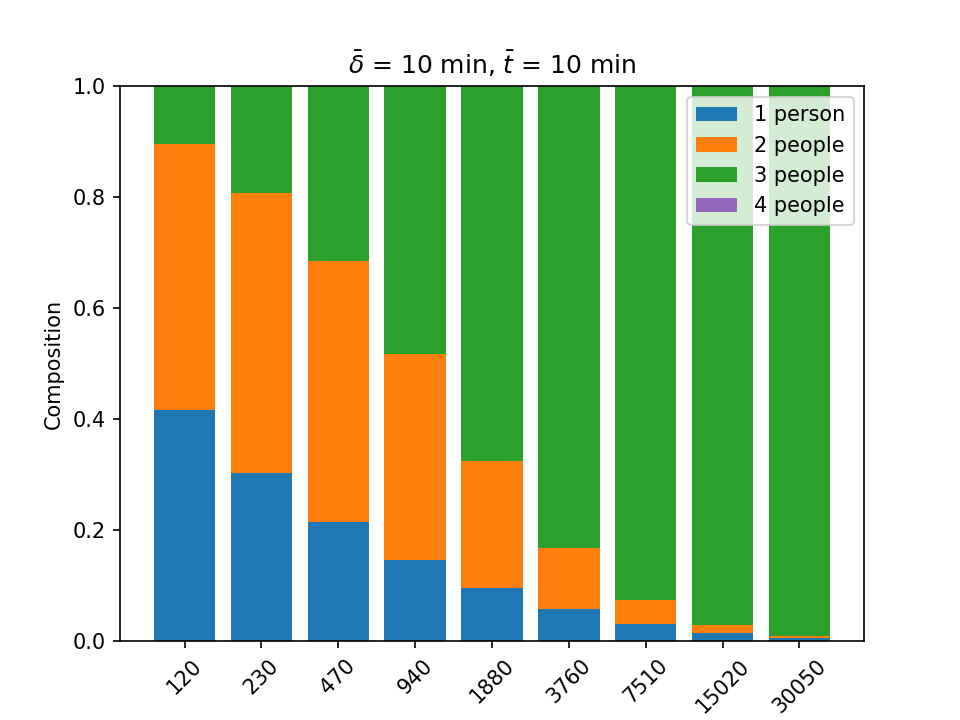 δ̄ = 10 min, t̄ = 10 min
Composition
1.0
0.8
0.6
0.4
0.2
0.0
1 person
2 people
3 people
4 people
120
230
470
940
1880
3760
7510
15020
30050